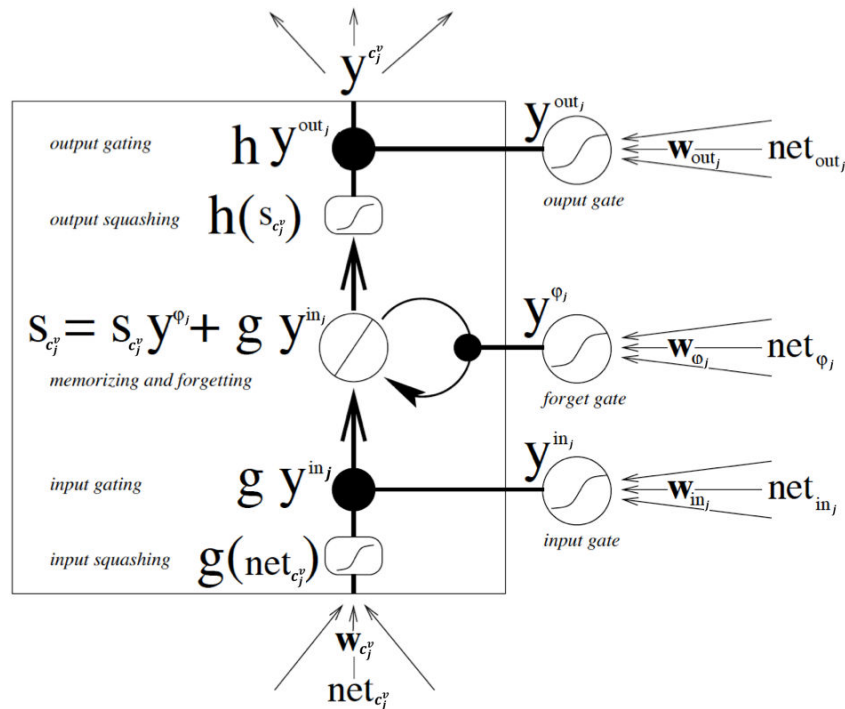 y^{c_j^v}
output gating
h y^{out_j}
y^{out_j}
w_{out_j}
net_{out_j}
ouput gate
output squashing
h(s_{c_j^v})
s_{c_j^v} = s_{c_j^v} y^{φ_j} + g y^{in_j}
memorizing and forgetting
y^{φ_j}
w_{φ_j}
net_{φ_j}
forget gate
input gating
g y^{in_j}
y^{in_j}
w_{in_j}
net_{in_j}
input gate
input squashing
g(net_{c_j^v})
w_{c_j^v}
net_{c_j^v}